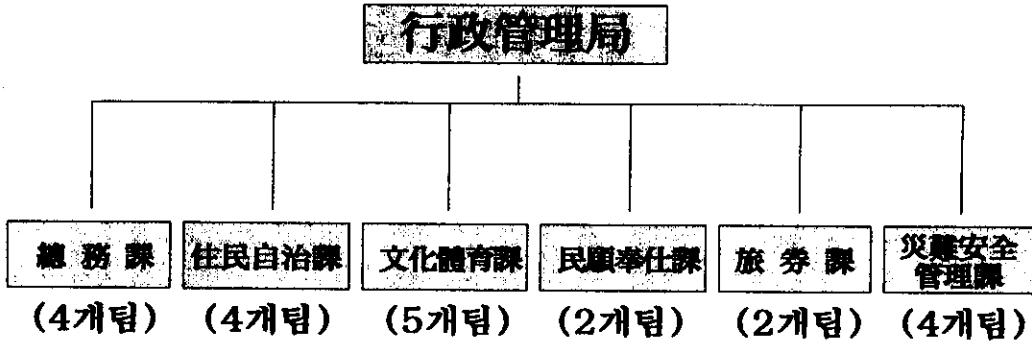 行政管理局
總務課
住民自治課
文化體育課
民願奉仕課
旅券課
災難安全
管理課
(4개팀)
(4개팀)
(5개팀)
(2개팀)
(2개팀)
(4개팀)